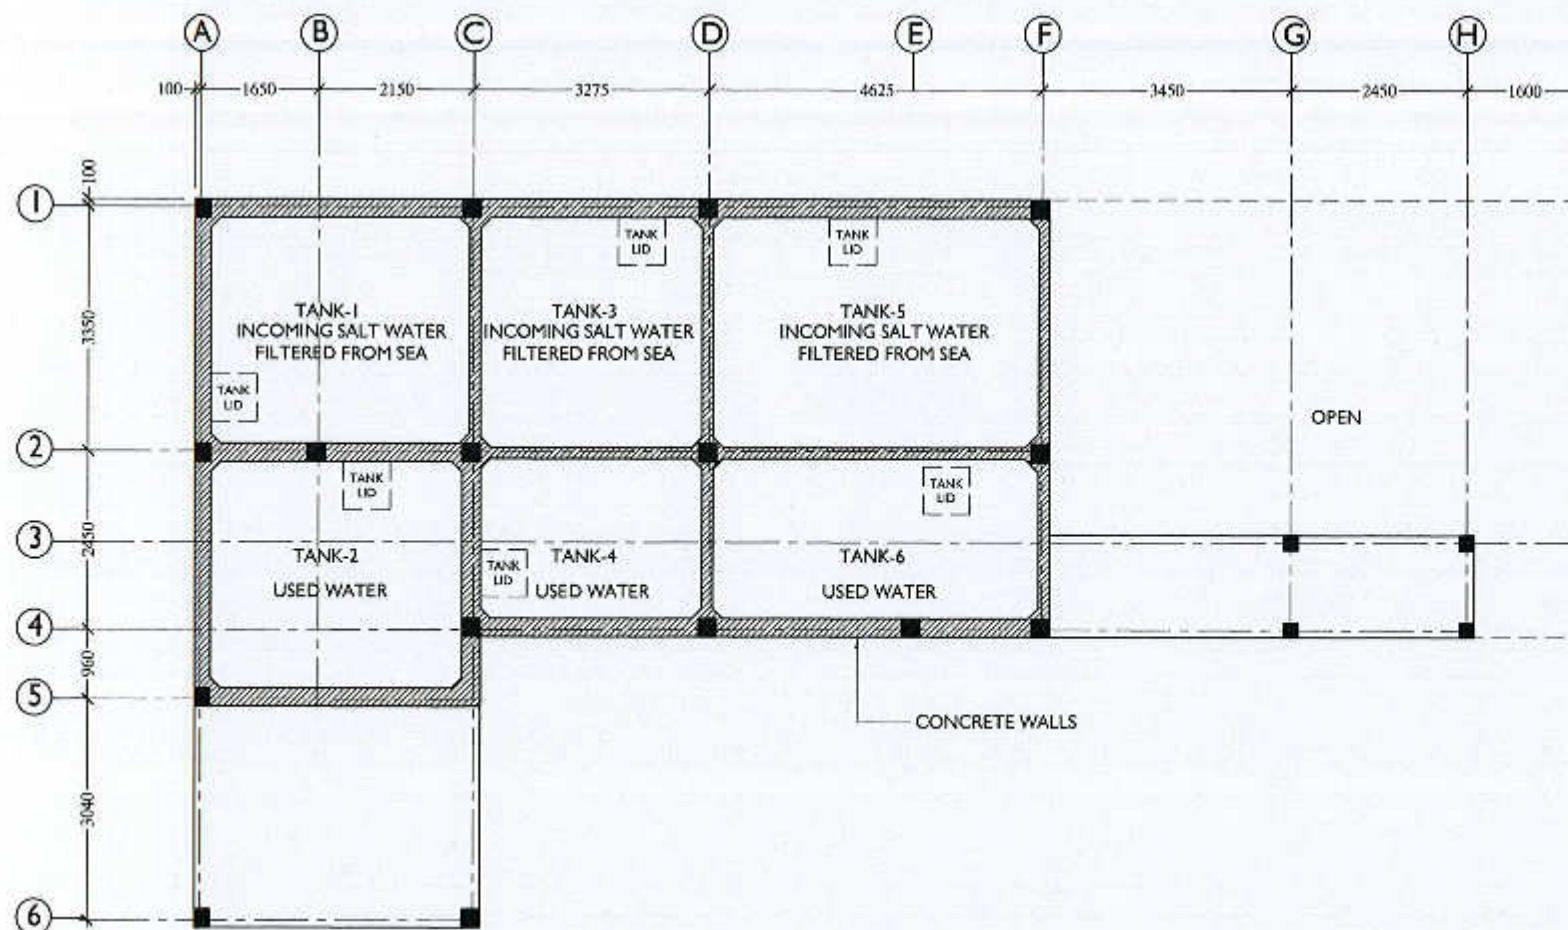 A B C D E F G H
100 1650 2150 3275 4625 3450 2450 1600
100
1
TANK
LID
TANK
LID
TANK-1
INCOMING SALT WATER
FILTERED FROM SEA
TANK-3
INCOMING SALT WATER
FILTERED FROM SEA
TANK-5
INCOMING SALT WATER
FILTERED FROM SEA
3350
TANK
LID
OPEN
2
TANK
LID
TANK
LID
3
2450
TANK-2
USED WATER
TANK
LID
TANK-4
USED WATER
TANK-6
USED WATER
4
960
5
CONCRETE WALLS
3040
6